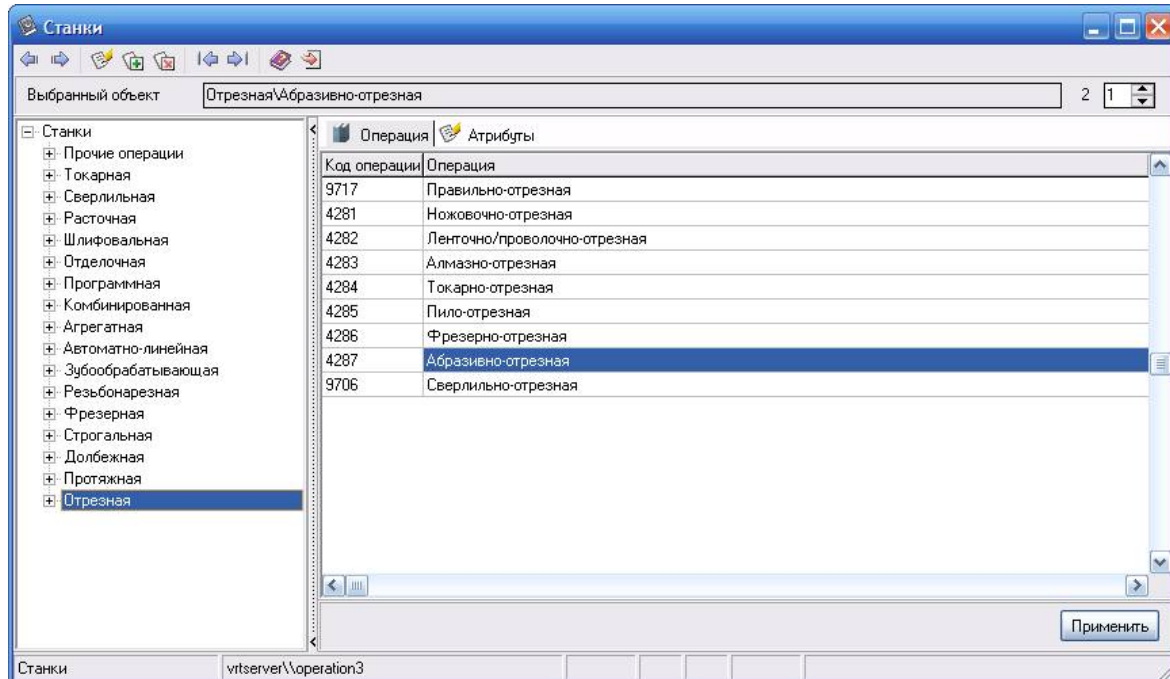 Станки
Выбранный объект Отрезная\Абразивно-отрезная 2 1
Станки
Прочие операции
Токарная
Сверлильная
Расточная
Шлифовальная
Отделочная
Программная
Комбинированная
Агрегатная
Автоматно-линейная
Зубообрабатывающая
Резьбонарезная
Фрезерная
Строгальная
Долбежная
Протяжная
Отрезная
Операция Атрибуты
Код операции Операция
9717 Правильно-отрезная
4281 Ножовочно-отрезная
4282 Ленточно/проволочно-отрезная
4283 Алмазно-отрезная
4284 Токарно-отрезная
4285 Пило-отрезная
4286 Фрезерно-отрезная
4287 Абразивно-отрезная
9706 Сверлильно-отрезная
Применить
Станки vrtserver\\operation3